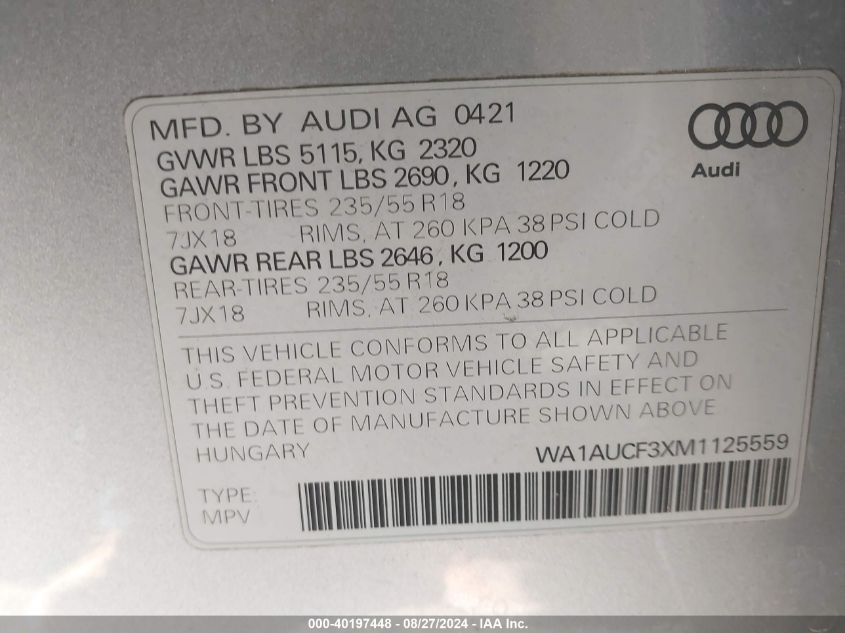 MFD. BY AUDI AG 0421
GVWR LBS 5115, KG 2320
GAWR FRONT LBS 2690, KG 1220
FRONT-TIRES 235/55 R18
7JX18 RIMS, AT 260 KPA 38 PSI COLD
GAWR REAR LBS 2646, KG 1200
REAR-TIRES 235/55 R18
7JX18 RIMS, AT 260 KPA 38 PSI COLD
Audi
THIS VEHICLE CONFORMS TO ALL APPLICABLE
U.S. FEDERAL MOTOR VEHICLE SAFETY AND
THEFT PREVENTION STANDARDS IN EFFECT ON
THE DATE OF MANUFACTURE SHOWN ABOVE
HUNGARY WA1AUCF3XM1125559
TYPE:
MPV
000-40197448 - 08/27/2024 - IAA Inc.